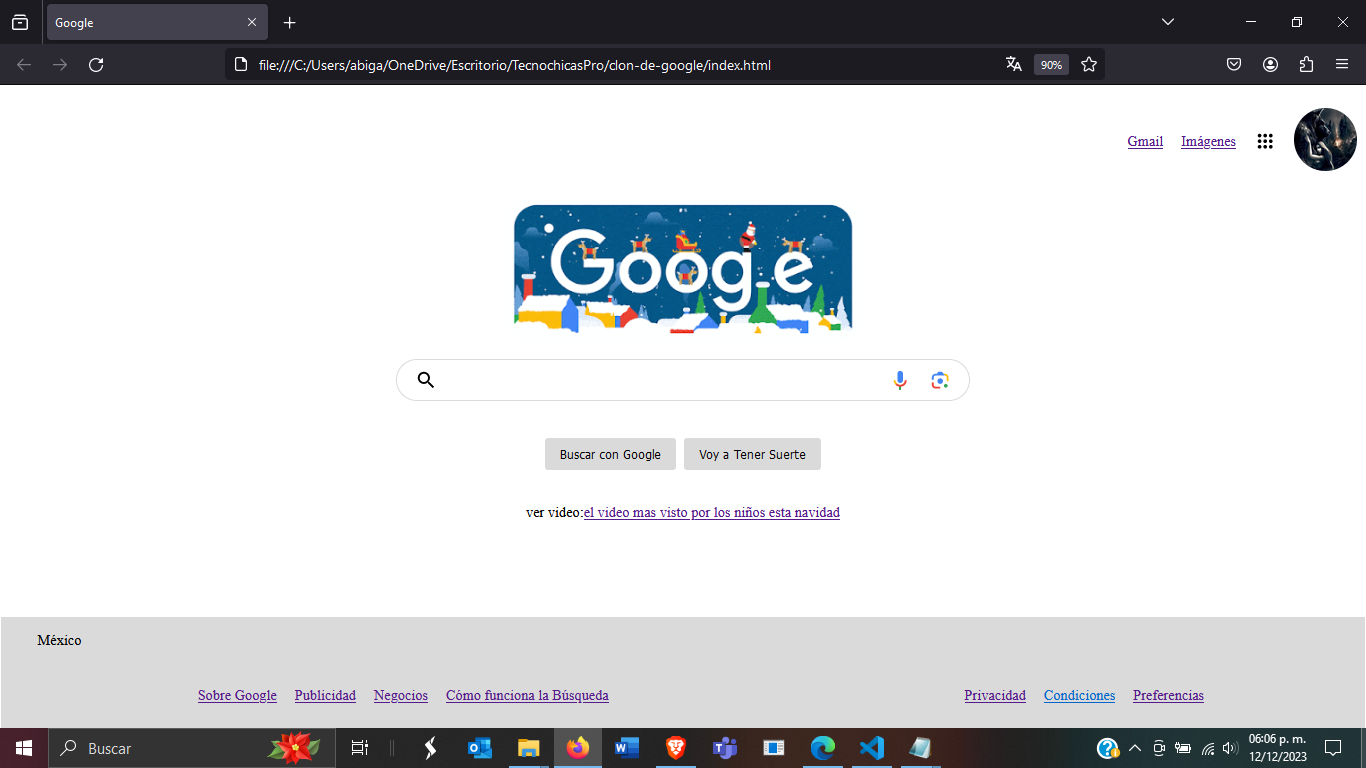 Google
file:///C:/Users/abiga/OneDrive/Escritorio/TecnochicasPro/clon-de-google/index.html
90%
Gmail Imágenes
Goog e
Buscar con Google Voy a Tener Suerte
ver video:el video mas visto por los niños esta navidad
México
Sobre Google Publicidad Negocios Cómo funciona la Búsqueda Privacidad Condiciones Preferencias
Buscar
06:06 p. m.
12/12/2023